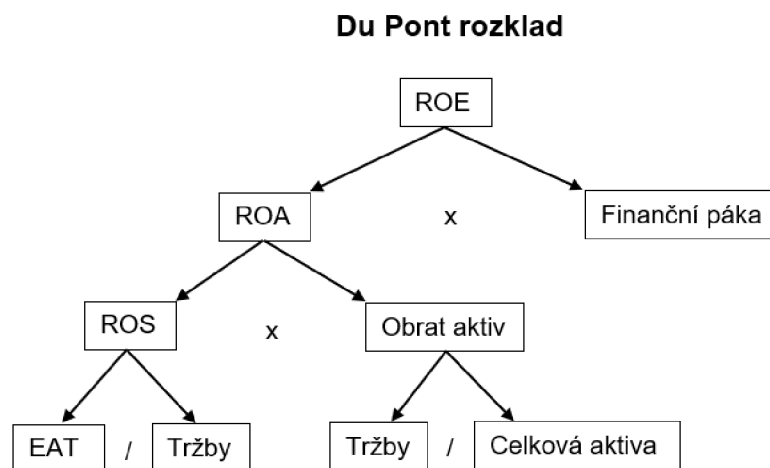 Du Pont rozklad
ROE
ROA x Finanční páka
ROS x Obrat aktiv
EAT / Tržby Tržby / Celková aktiva